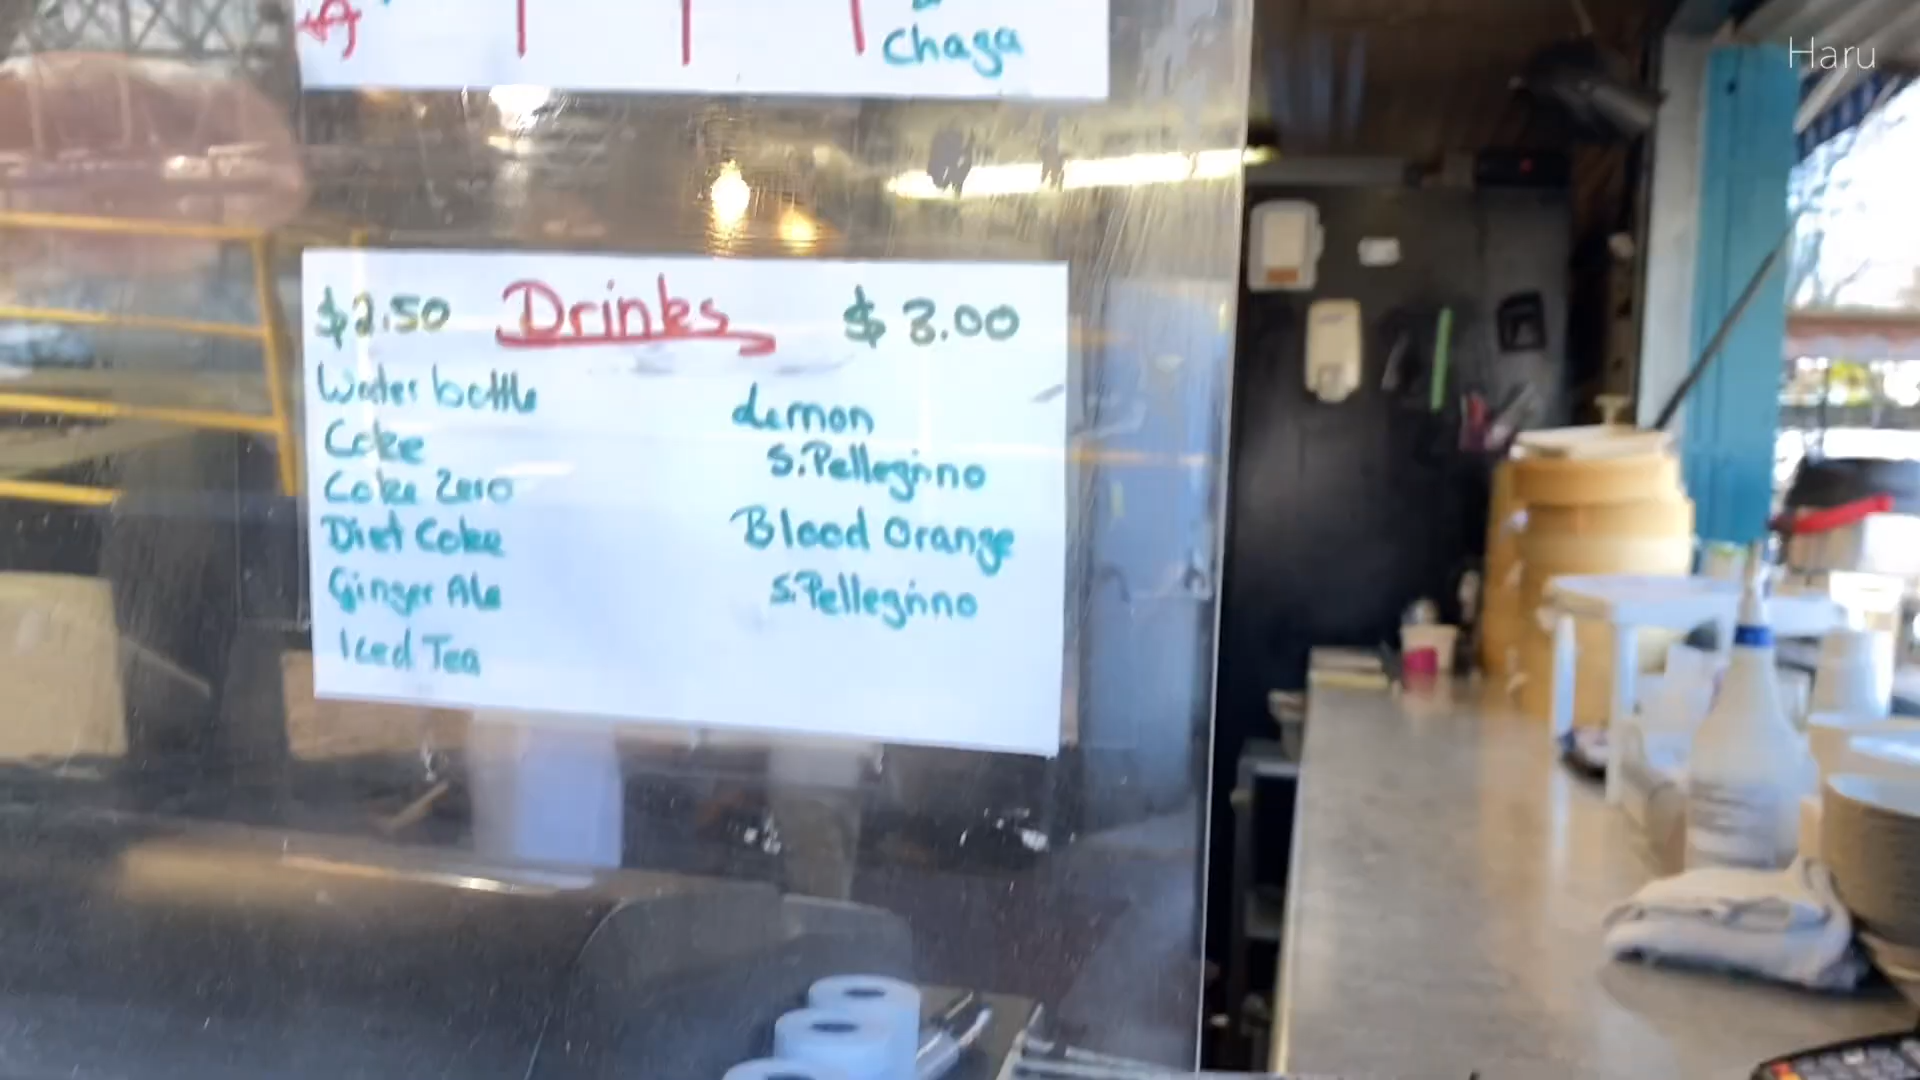 Haru
Chaga
$2.50 Drinks $3.00
Water bottle
Coke
Coke Zero
Diet Coke
Ginger Ale
Iced Tea
Lemon
S.Pellegrino
Blood Orange
S.Pellegrino